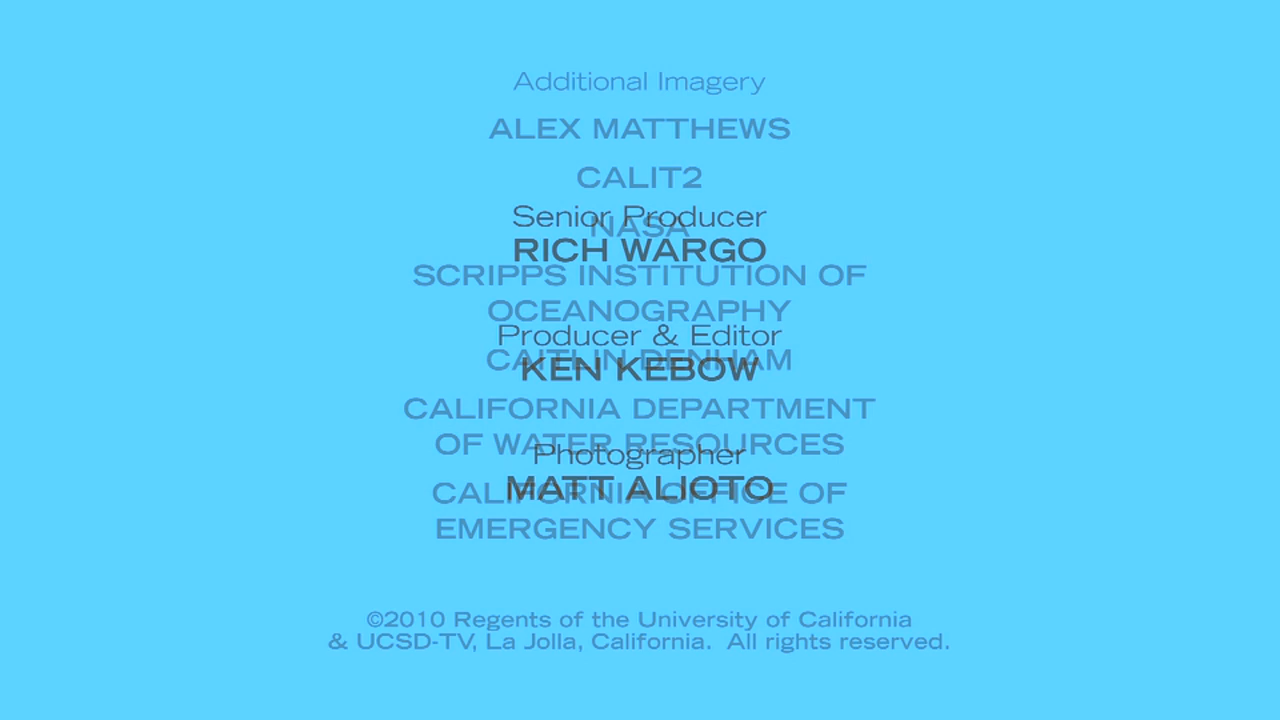 Additional Imagery
ALEX MATTHEWS
CALIT2
Senior Producer
NASA
RICH WARGO
SCRIPPS INSTITUTION OF
OCEANOGRAPHY
Producer & Editor
CAITLIN DENHAM
KEN KEBOW
CALIFORNIA DEPARTMENT
OF WATER RESOURCES
Photographer
MATT ALIOTO
CALIFORNIA OFFICE OF
EMERGENCY SERVICES
©2010 Regents of the University of California
& UCSD-TV, La Jolla, California.  All rights reserved.